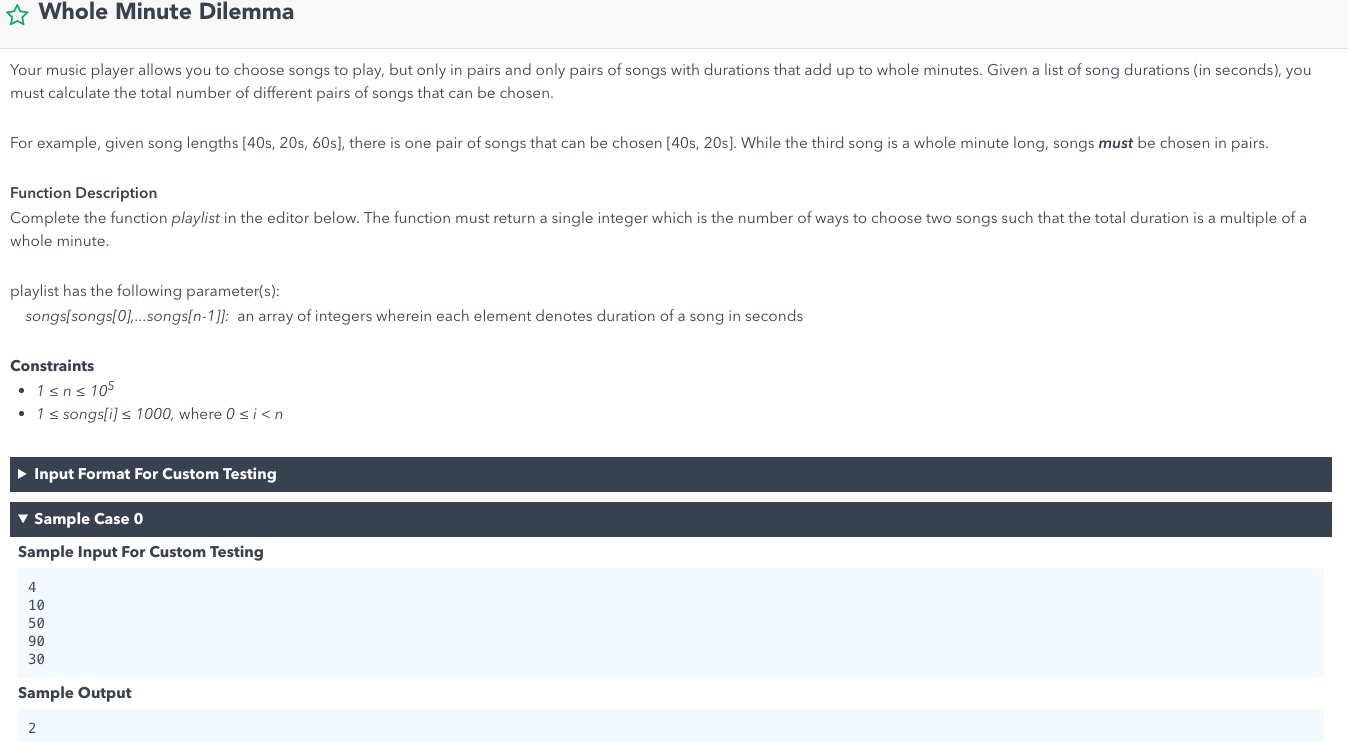 Whole Minute Dilemma
Your music player allows you to choose songs to play, but only in pairs and only pairs of songs with durations that add up to whole minutes. Given a list of song durations (in seconds), you
must calculate the total number of different pairs of songs that can be chosen.
For example, given song lengths [40s, 20s, 60s], there is one pair of songs that can be chosen [40s, 20s]. While the third song is a whole minute long, songs must be chosen in pairs.
Function Description
Complete the function playlist in the editor below. The function must return a single integer which is the number of ways to choose two songs such that the total duration is a multiple of a
whole minute.
playlist has the following parameter(s):
songs[songs[0],...songs[n-1]]: an array of integers wherein each element denotes duration of a song in seconds
Constraints
• 1 ≤ n ≤ 10⁵
• 1 ≤ songs[i] ≤ 1000, where 0 ≤ i < n
▶ Input Format For Custom Testing
▼ Sample Case 0
Sample Input For Custom Testing
4
10
50
90
30
Sample Output
2